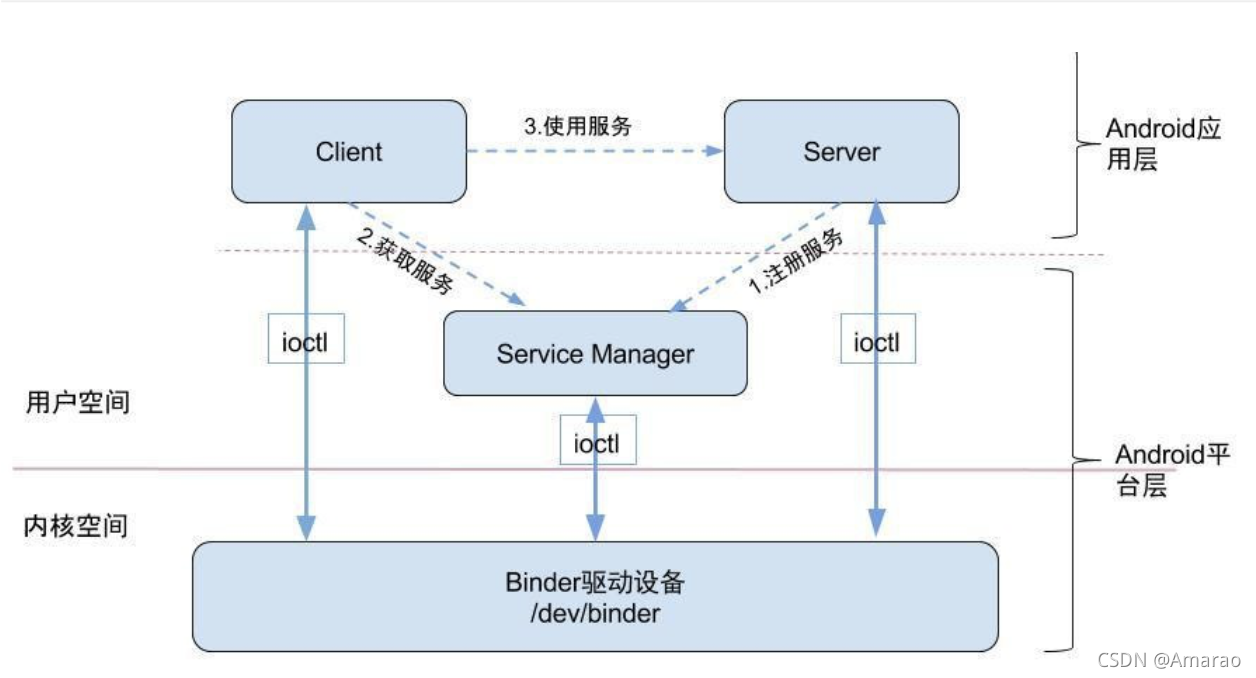 3.使用服务
Client
Server
Android应
用层
2.获取服务
1.注册服务
ioctl
Service Manager
ioctl
用户空间
ioctl
Android平
台层
内核空间
Binder驱动设备
/dev/binder
CSDN @Amarao